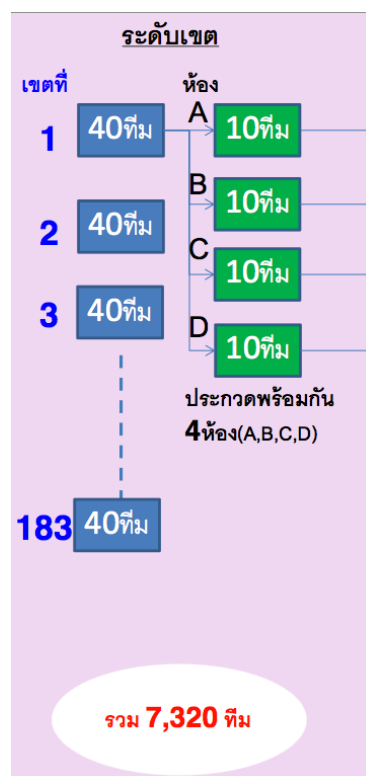 ระดับเขต
เขตที่
ห้อง
1
40ทีม
A
10ทีม
B
10ทีม
2
40ทีม
C
10ทีม
3
40ทีม
D
10ทีม
ประกวดพร้อมกัน
4ห้อง(A,B,C,D)
183
40ทีม
รวม 7,320 ทีม